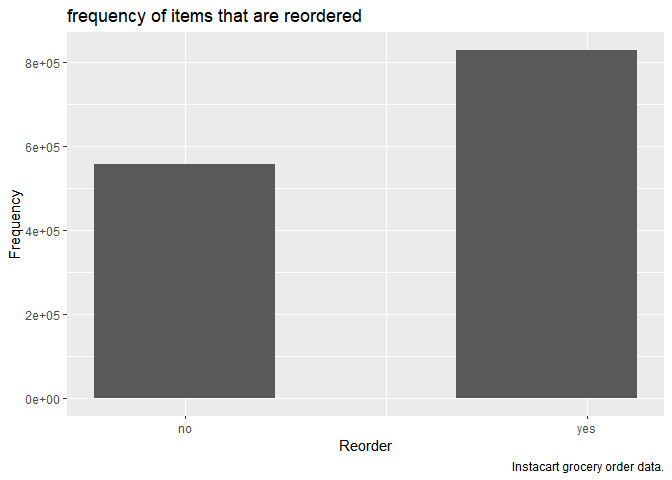 frequency of items that are reordered
8e+05
6e+05
4e+05
2e+05
0e+00
Frequency
no
yes
Reorder
Instacart grocery order data.